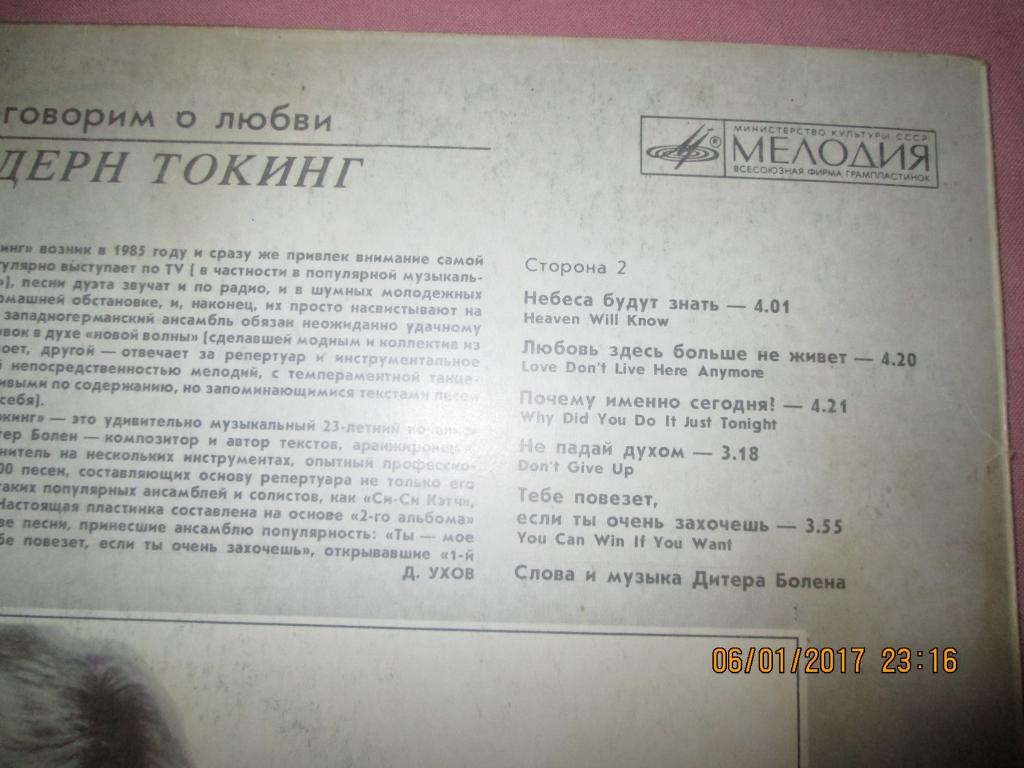 оговорим о любви
ДЕРН ТОКИНГ
МИНИСТЕРСТВО КУЛЬТУРЫ СССР
МЕЛОДИЯ
ВСЕСОЮЗНАЯ ФИРМА ГРАМПЛАСТИНОК
®
инг» возник в 1985 году и сразу же привлек внимание самой
гулярно выступает по TV ( в частности в популярной музыкаль-
»), песни дуэта звучат и по радио, и в шумных молодежных
омашней обстановке, и, наконец, их просто насвистывают на
западногерманский ансамбль обязан неожиданно удачному
вок в духе «новой волны» (сделавшей модным и коллектив из
поет, другой — отвечает за репертуар и инструментальное
й непосредственностью мелодий, с темпераментной танце-
ивыми по содержанию, но запоминающимися текстами песен
себя).
окинг» — это удивительно музыкальный 23-летний
тер Болен — композитор и автор текстов,
нитель на нескольких инструментах, опытный профессио-
00 песен, составляющих основу репертуара не только его
таких популярных ансамблей и солистов, как «Си-Си Кэтч»,
Настоящая пластинка составлена на основе «2-го альбома»
ве песни, принесшие ансамблю популярность: «Ты — мое
бе повезет, если ты очень захочешь», открывавшие «1-й
Д. УХОВ
Сторона 2
Небеса будут знать — 4.01
Heaven Will Know
Любовь здесь больше не живет — 4.20
Love Don't Live Here Anymore
Почему именно сегодня? — 4.21
Why Did You Do It Just Tonight
Не падай духом — 3.18
Don't Give Up
Тебе повезет,
если ты очень захочешь — 3.55
You Can Win If You Want
Слова и музыка Дитера Болена
06/01/2017 23:16